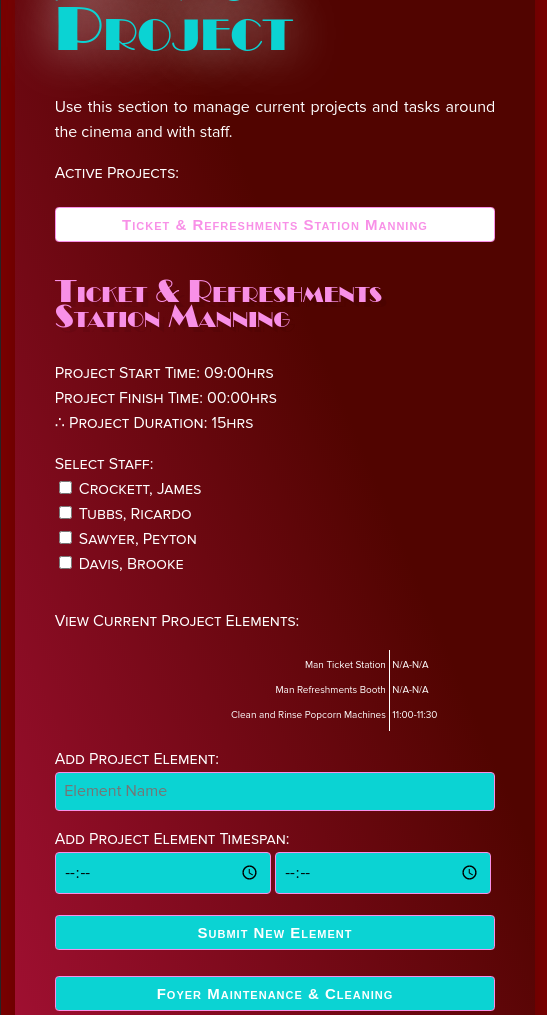 Project
Use this section to manage current projects and tasks around
the cinema and with staff.
Active Projects:
Ticket & Refreshments Station Manning
Ticket & Refreshments
Station Manning
Project Start Time: 09:00hrs
Project Finish Time: 00:00hrs
∴ Project Duration: 15hrs
Select Staff:
Crockett, James
Tubbs, Ricardo
Sawyer, Peyton
Davis, Brooke
View Current Project Elements:
Man Ticket Station N/A-N/A
Man Refreshments Booth N/A-N/A
Clean and Rinse Popcorn Machines 11:00-11:30
Add Project Element:
Element Name
Add Project Element Timespan:
--:-- --:--
Submit New Element
Foyer Maintenance & Cleaning